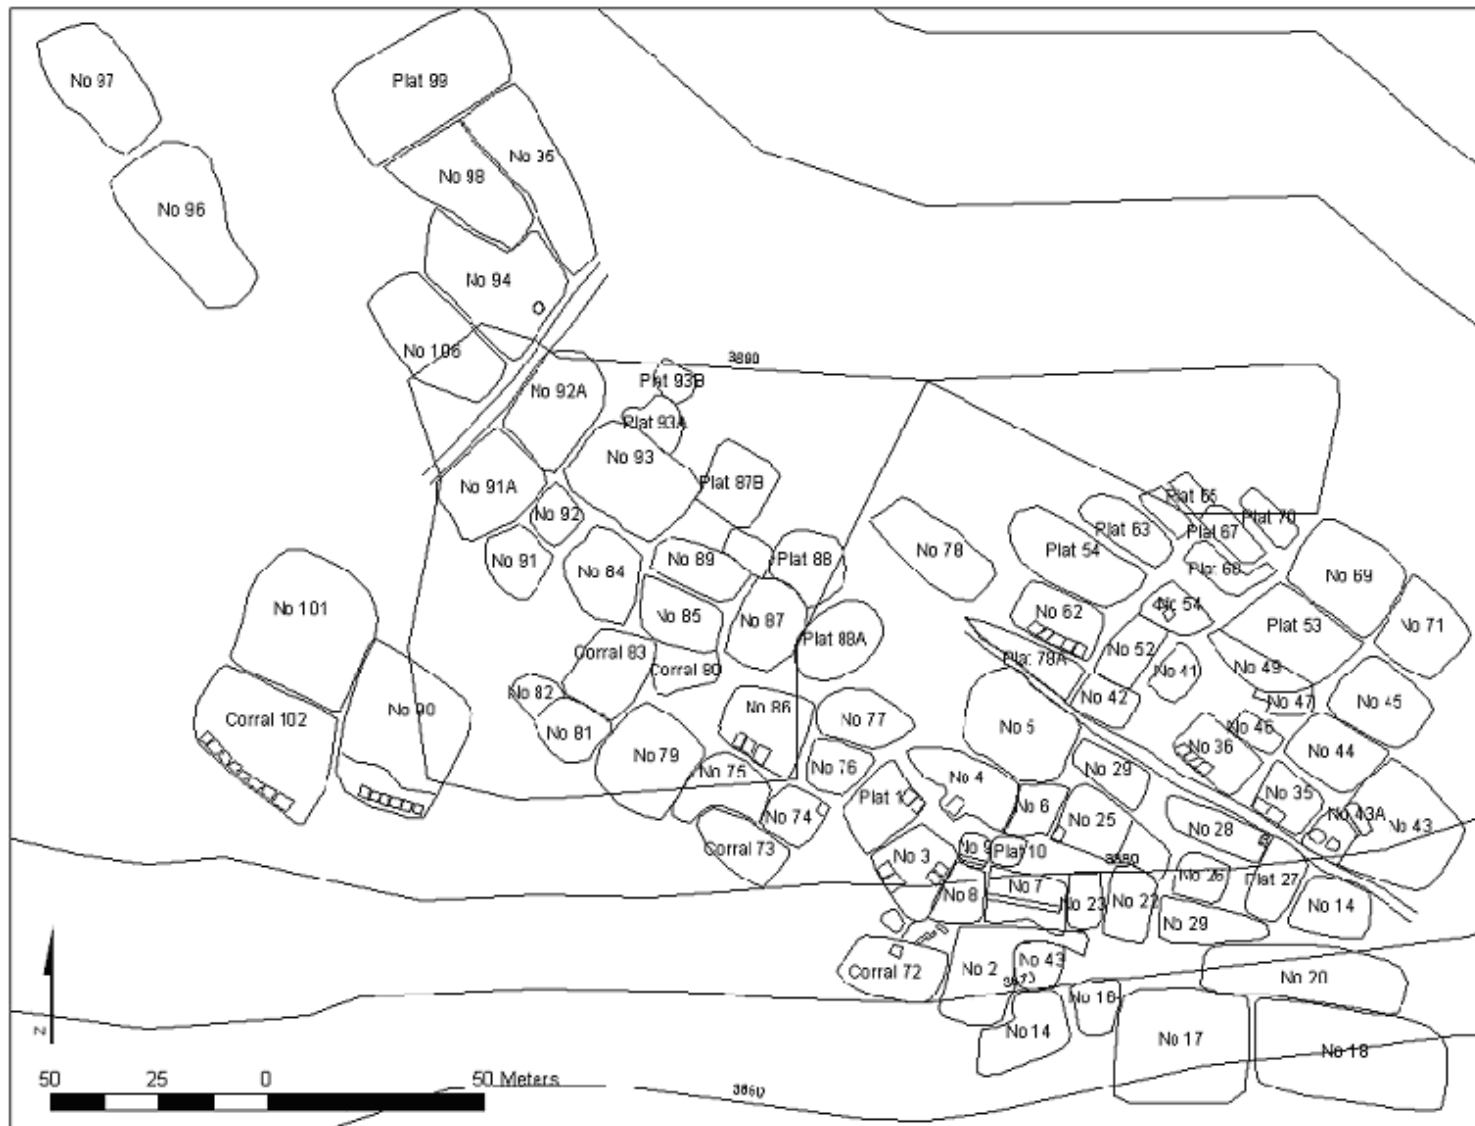 No 97
Plat 99
No 98
No 96
No 94
No 106
3890
Plat 93B
No 92A
Plat 93A
No 93
No 91A
Plat 87B
No 92
No 91
No 84
No 89
Plat 88
No 78
Plat 54
Plat 63
Plat 67
Plat 70
No 69
No 101
No 85
No 87
No 62
No 54
Plat 53
No 71
Corral 83
Plat 88A
No 52
Plat 78A
No 41
No 49
No 82
No 90
Corral 102
No 86
No 77
No 5
No 42
No 47
No 45
No 46
No 36
No 44
No 81
No 79
No 75
No 76
No 4
No 29
Plat 1
No 6
No 25
No 35
No 74
No 28
No 43A
No 43
Corral 73
No 3
No 9
Plat 10
3880
No 26
Plat 27
No 8
No 7
No 23
No 22
No 14
No 29
Corral 72
No 2
No 43
No 20
No 16
No 14
No 17
No 18
Z
50 25 0 50 Meters